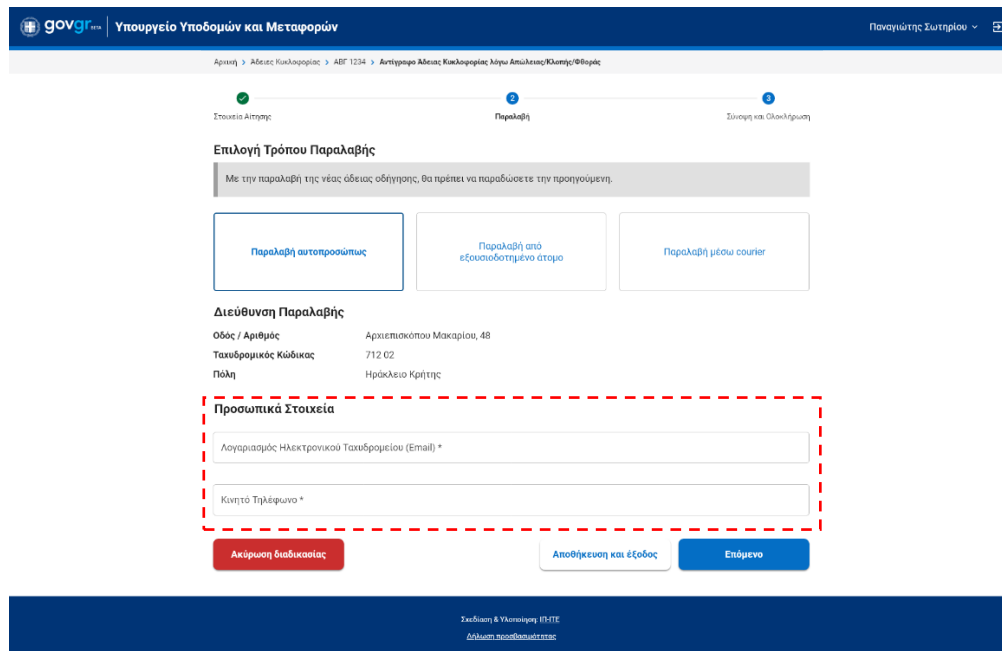 govgr BETA Υπουργείο Υποδομών και Μεταφορών
Παναγιώτης Σωτηρίου
Αρχική > Άδειες Κυκλοφορίας > ΑΒΓ 1234 > Αντίγραφο Άδειας Κυκλοφορίας λόγω Απώλειας/Κλοπής/Φθοράς
2 3
Στοιχεία Αίτησης Παραλαβή Σύνοψη και Ολοκλήρωση
Επιλογή Τρόπου Παραλαβής
Με την παραλαβή της νέας άδειας οδήγησης, θα πρέπει να παραδώσετε την προηγούμενη.
Παραλαβή αυτοπροσώπως
Παραλαβή από
εξουσιοδοτημένο άτομο
Παραλαβή μέσω courier
Διεύθυνση Παραλαβής
Οδός / Αριθμός Αρχιεπισκόπου Μακαρίου, 48
Ταχυδρομικός Κώδικας 712 02
Πόλη Ηράκλειο Κρήτης
Προσωπικά Στοιχεία
Λογαριασμός Ηλεκτρονικού Ταχυδρομείου (Email) *
Κινητό Τηλέφωνο *
Ακύρωση διαδικασίας Αποθήκευση και έξοδος Επόμενο
Σχεδίαση & Υλοποίηση: ΙΠ-ΙΤΕ
Δήλωση προσβασιμότητας